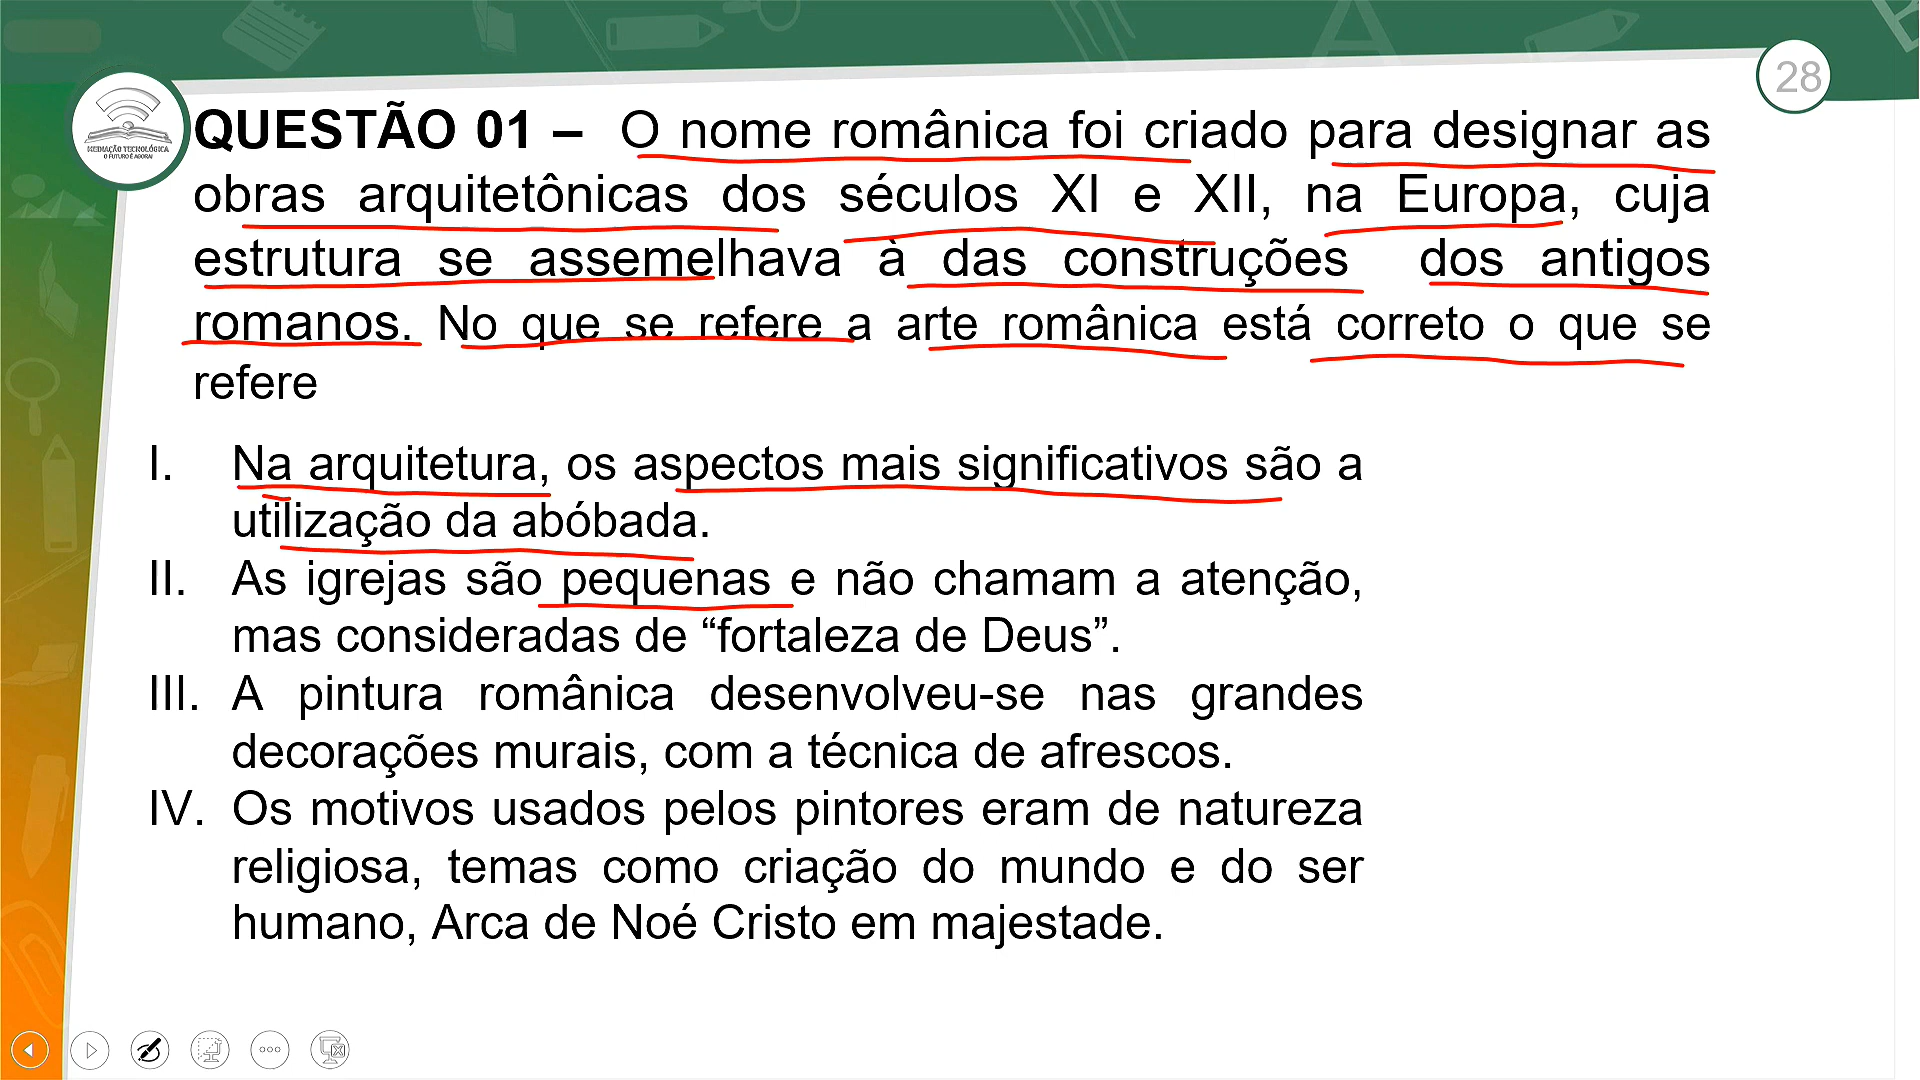 28
MEDIAÇÃO TECNOLÓGICA
O FUTURO É AGORA!
QUESTÃO 01 – O nome românica foi criado para designar as
obras arquitetônicas dos séculos XI e XII, na Europa, cuja
estrutura se assemelhava à das construções dos antigos
romanos. No que se refere a arte românica está correto o que se
refere
I. Na arquitetura, os aspectos mais significativos são a
utilização da abóbada.
II. As igrejas são pequenas e não chamam a atenção,
mas consideradas de “fortaleza de Deus”.
III. A pintura românica desenvolveu-se nas grandes
decorações murais, com a técnica de afrescos.
IV. Os motivos usados pelos pintores eram de natureza
religiosa, temas como criação do mundo e do ser
humano, Arca de Noé Cristo em majestade.